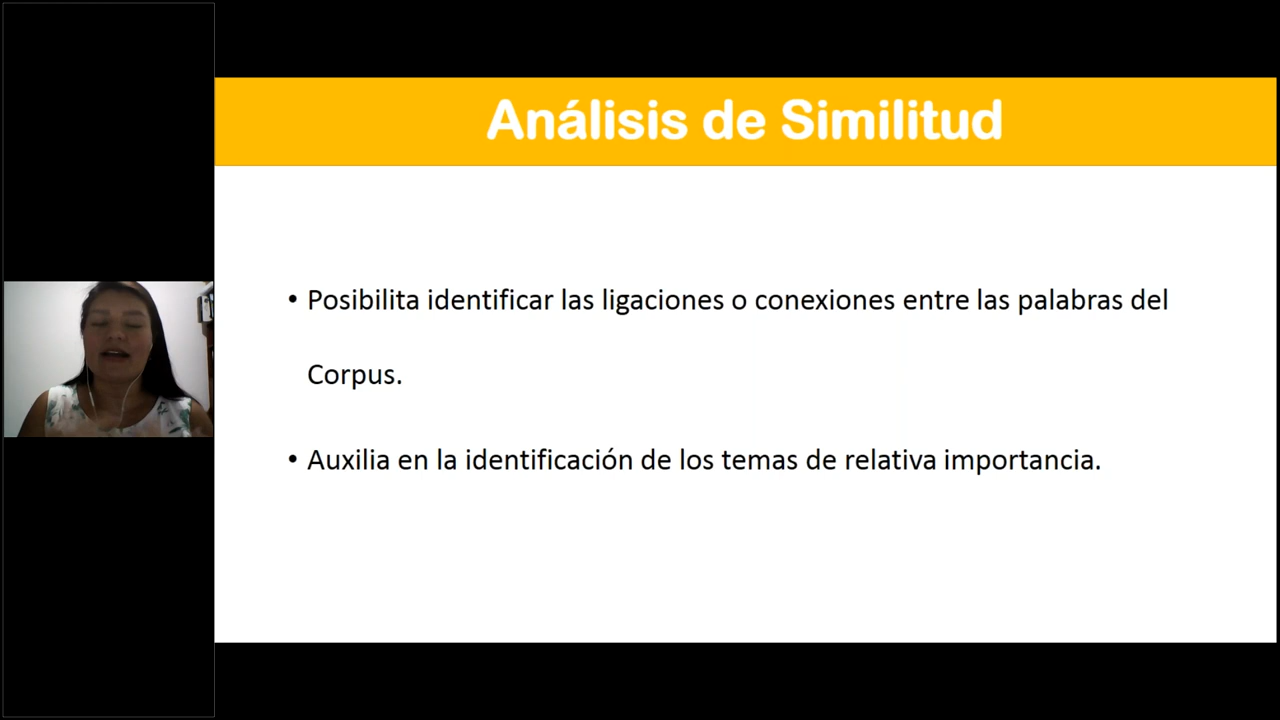 Análisis de Similitud
• Posibilita identificar las ligaciones o conexiones entre las palabras del
Corpus.
• Auxilia en la identificación de los temas de relativa importancia.